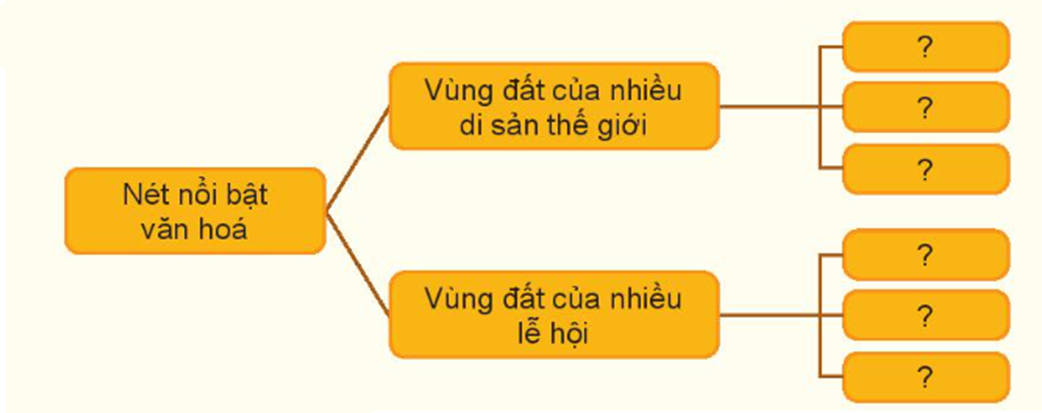 Nét nổi bật
văn hoá
Vùng đất của nhiều
di sản thế giới
?
?
?
Vùng đất của nhiều
lễ hội
?
?
?